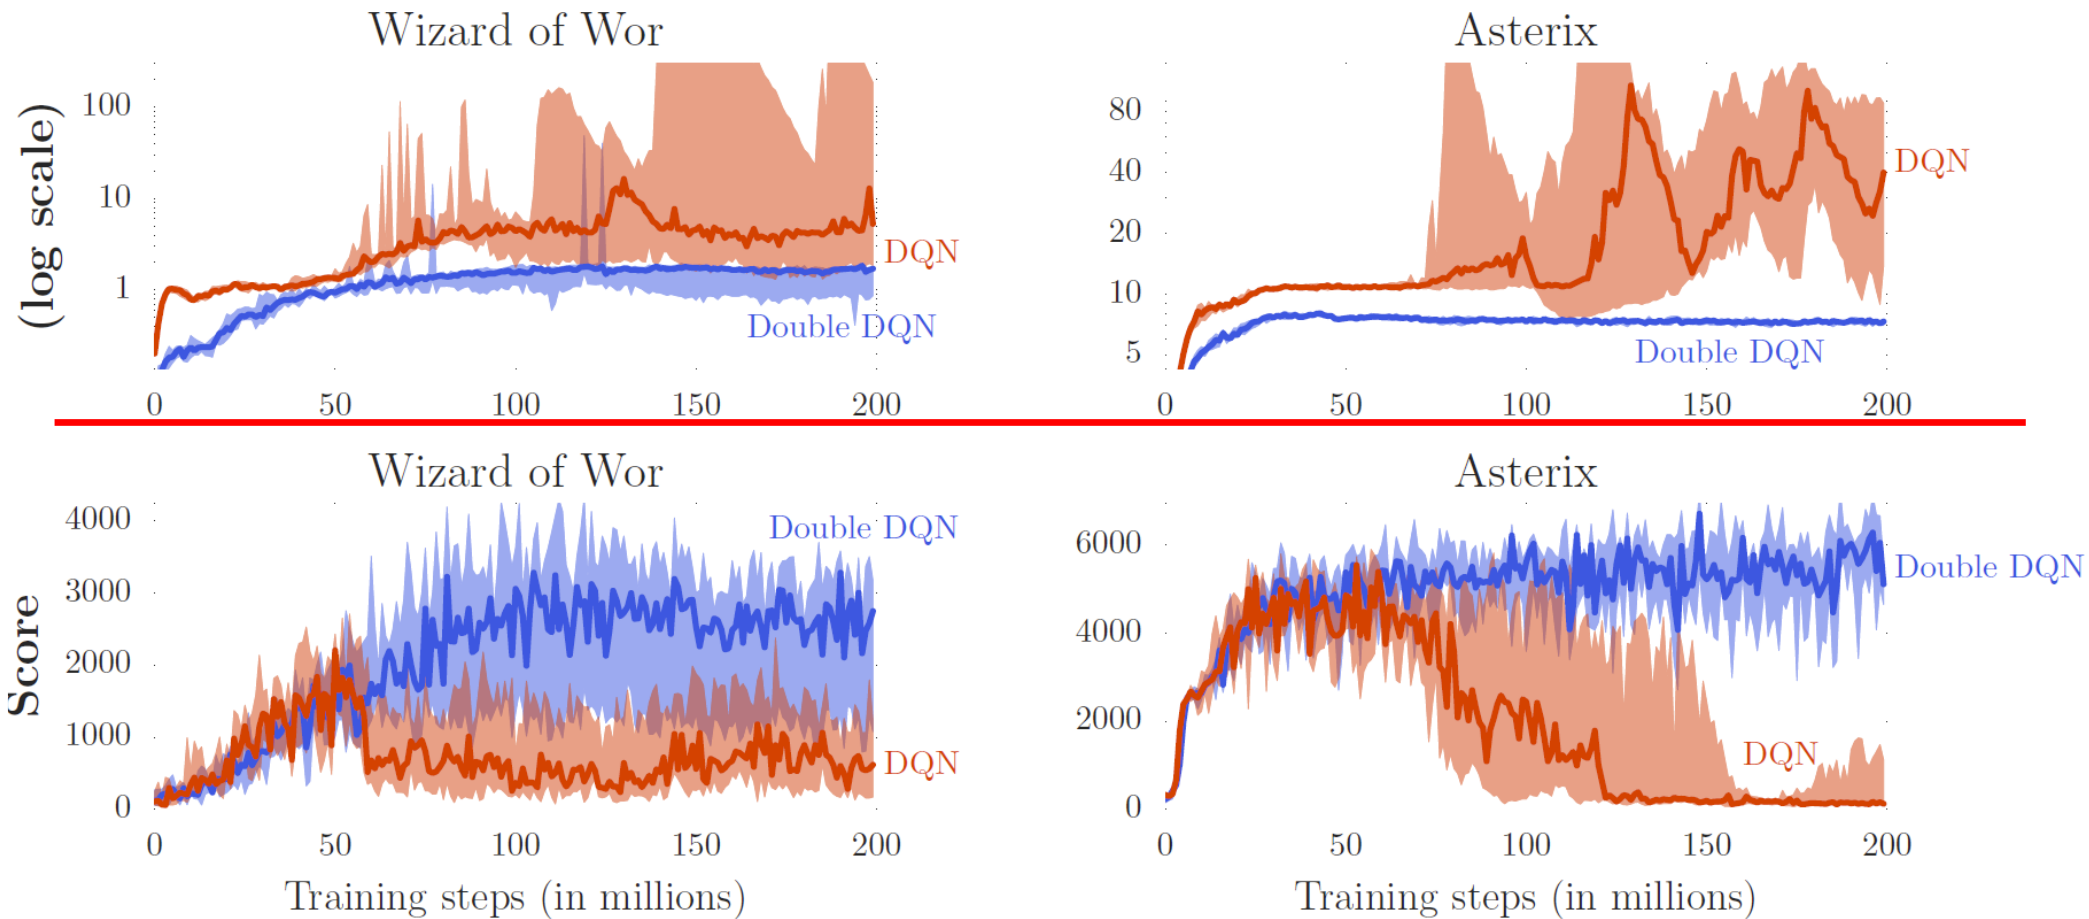 Wizard of Wor
Asterix
(log scale)
100
10
1
DQN
Double DQN
0 50 100 150 200
80
40
20
10
5
DQN
Double DQN
0 50 100 150 200
Wizard of Wor
Asterix
Score
4000
3000
2000
1000
0
Double DQN
DQN
0 50 100 150 200
Training steps (in millions)
6000
4000
2000
0
Double DQN
DQN
0 50 100 150 200
Training steps (in millions)